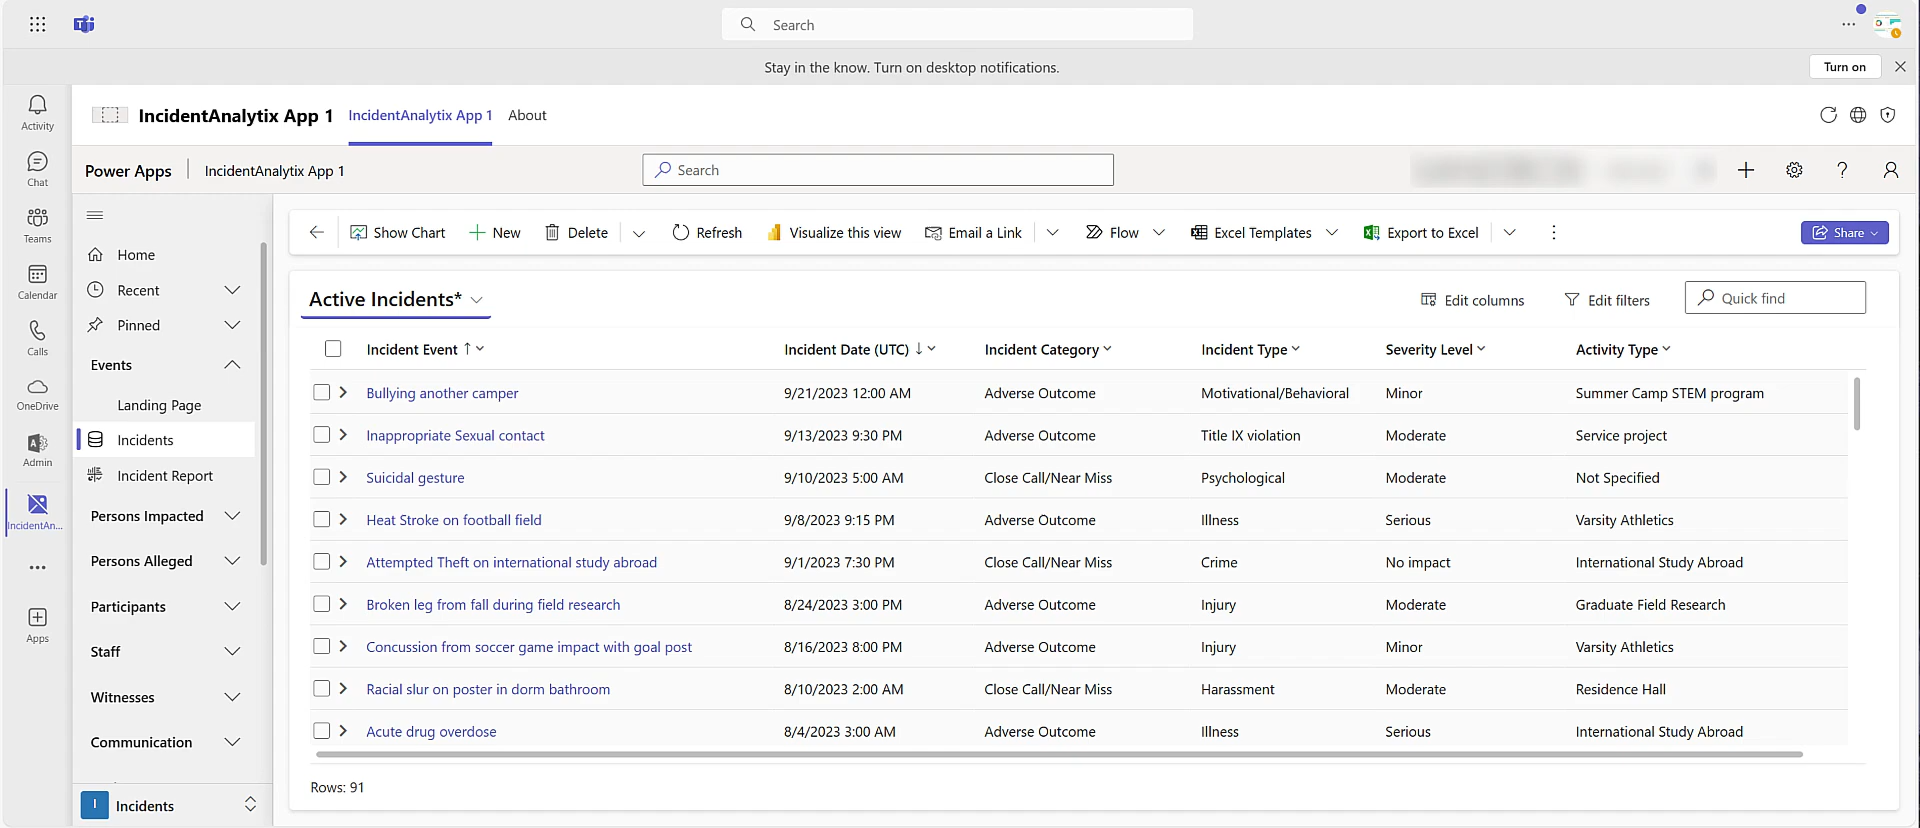 Search
Stay in the know. Turn on desktop notifications.
Turn on
Activity
Chat
Teams
Calendar
Calls
OneDrive
Admin
IncidentAn...
Apps
IncidentAnalytix App 1
IncidentAnalytix App 1
About
Power Apps
IncidentAnalytix App 1
Search
Home
Recent
Pinned
Events
Landing Page
Incidents
Incident Report
Persons Impacted
Persons Alleged
Participants
Staff
Witnesses
Communication
I Incidents
Show Chart
New
Delete
Refresh
Visualize this view
Email a Link
Flow
Excel Templates
Export to Excel
Share
Active Incidents*
Edit columns
Edit filters
Quick find
Incident Event Incident Date (UTC) Incident Category Incident Type Severity Level Activity Type
Bullying another camper 9/21/2023 12:00 AM Adverse Outcome Motivational/Behavioral Minor Summer Camp STEM program
Inappropriate Sexual contact 9/13/2023 9:30 PM Adverse Outcome Title IX violation Moderate Service project
Suicidal gesture 9/10/2023 5:00 AM Close Call/Near Miss Psychological Moderate Not Specified
Heat Stroke on football field 9/8/2023 9:15 PM Adverse Outcome Illness Serious Varsity Athletics
Attempted Theft on international study abroad 9/1/2023 7:30 PM Close Call/Near Miss Crime No impact International Study Abroad
Broken leg from fall during field research 8/24/2023 3:00 PM Adverse Outcome Injury Moderate Graduate Field Research
Concussion from soccer game impact with goal post 8/16/2023 8:00 PM Adverse Outcome Injury Minor Varsity Athletics
Racial slur on poster in dorm bathroom 8/10/2023 2:00 AM Close Call/Near Miss Harassment Moderate Residence Hall
Acute drug overdose 8/4/2023 3:00 AM Adverse Outcome Illness Serious International Study Abroad
Rows: 91